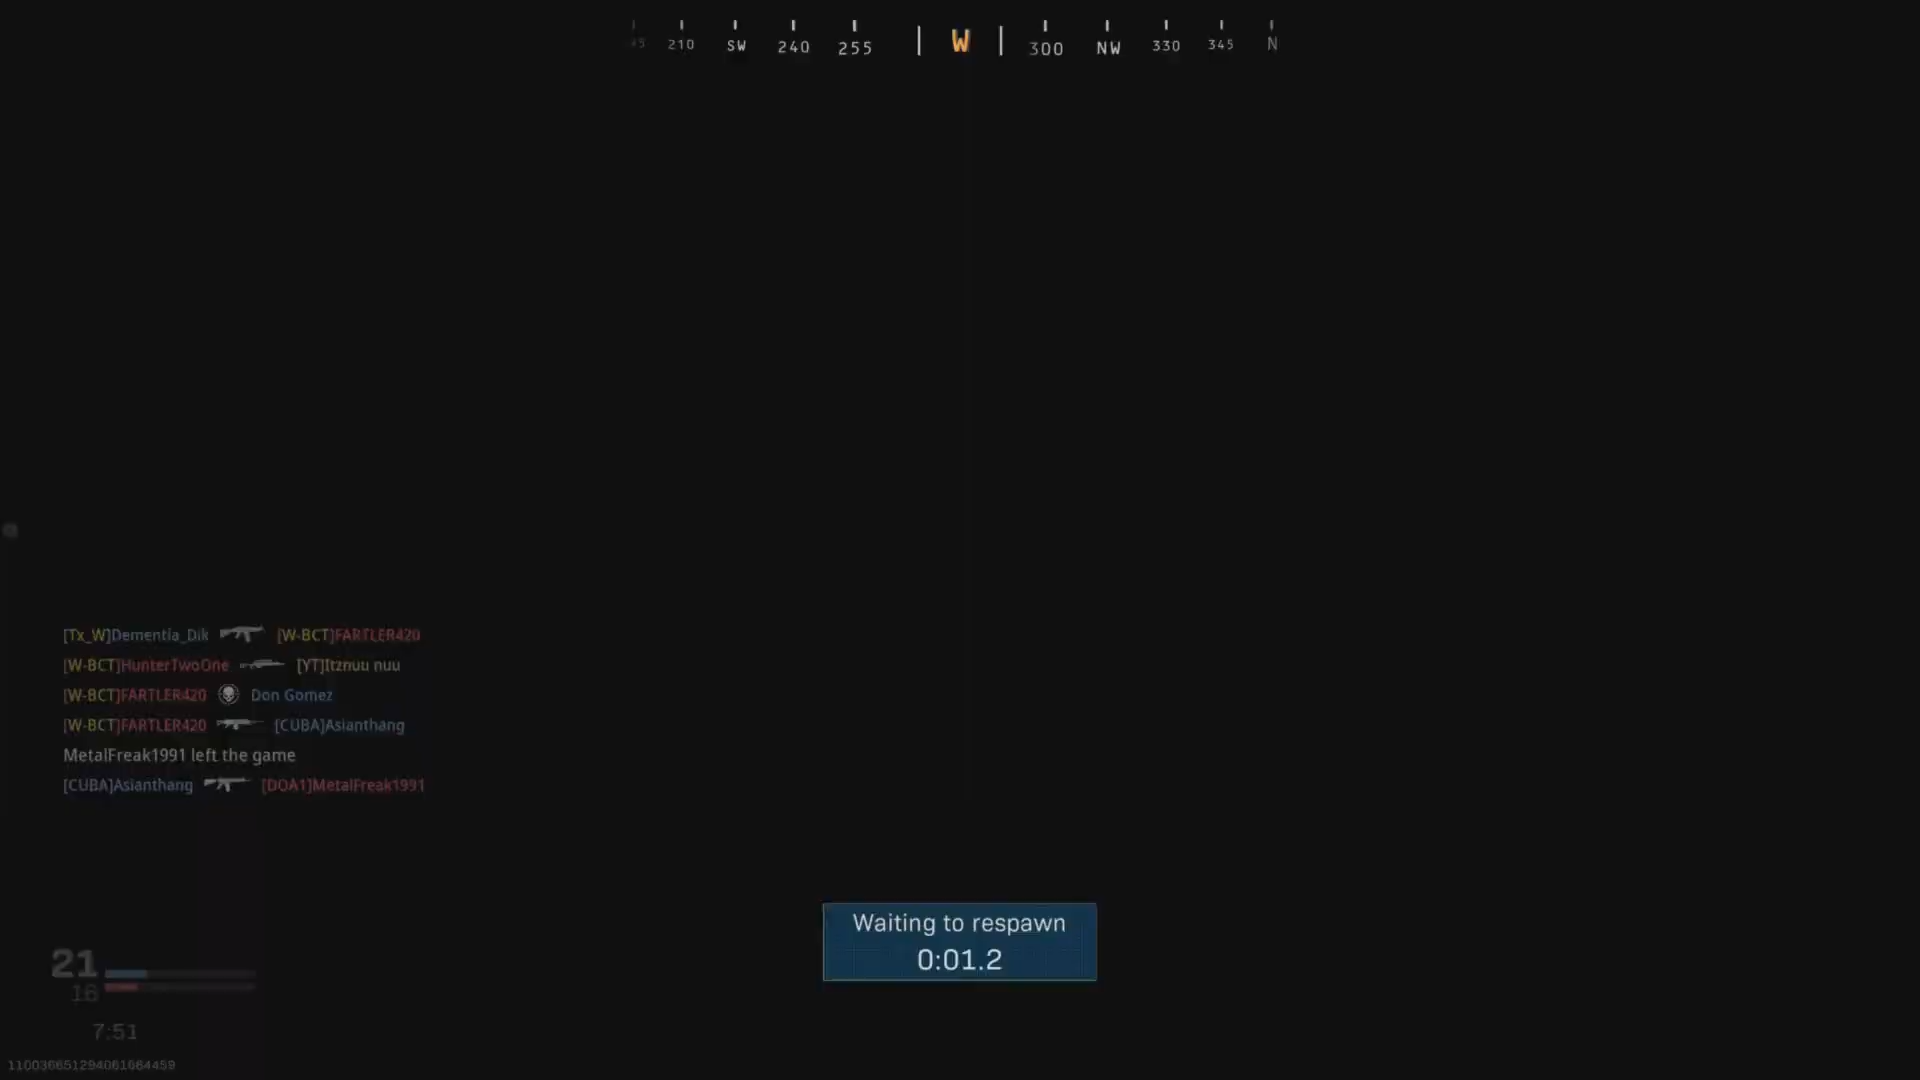 210 SW 240 255 W 300 NW 330 345 N
[Tx_W]Dementia_Dik [W-BCT]FARTLER420
[W-BCT]HunterTwoOne [YT]Itznuu nuu
[W-BCT]FARTLER420 Don Gomez
[W-BCT]FARTLER420 [CUBA]Asianthang
MetalFreak1991 left the game
[CUBA]Asianthang [DOA1]MetalFreak1991
Waiting to respawn
0:01.2
21
16
7:51